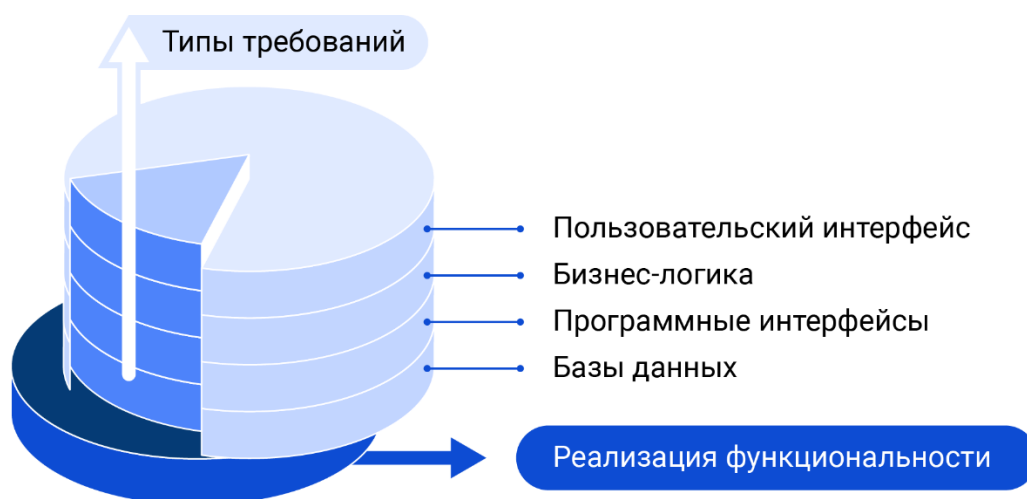 Типы требований
Пользовательский интерфейс
Бизнес-логика
Программные интерфейсы
Базы данных
Реализация функциональности